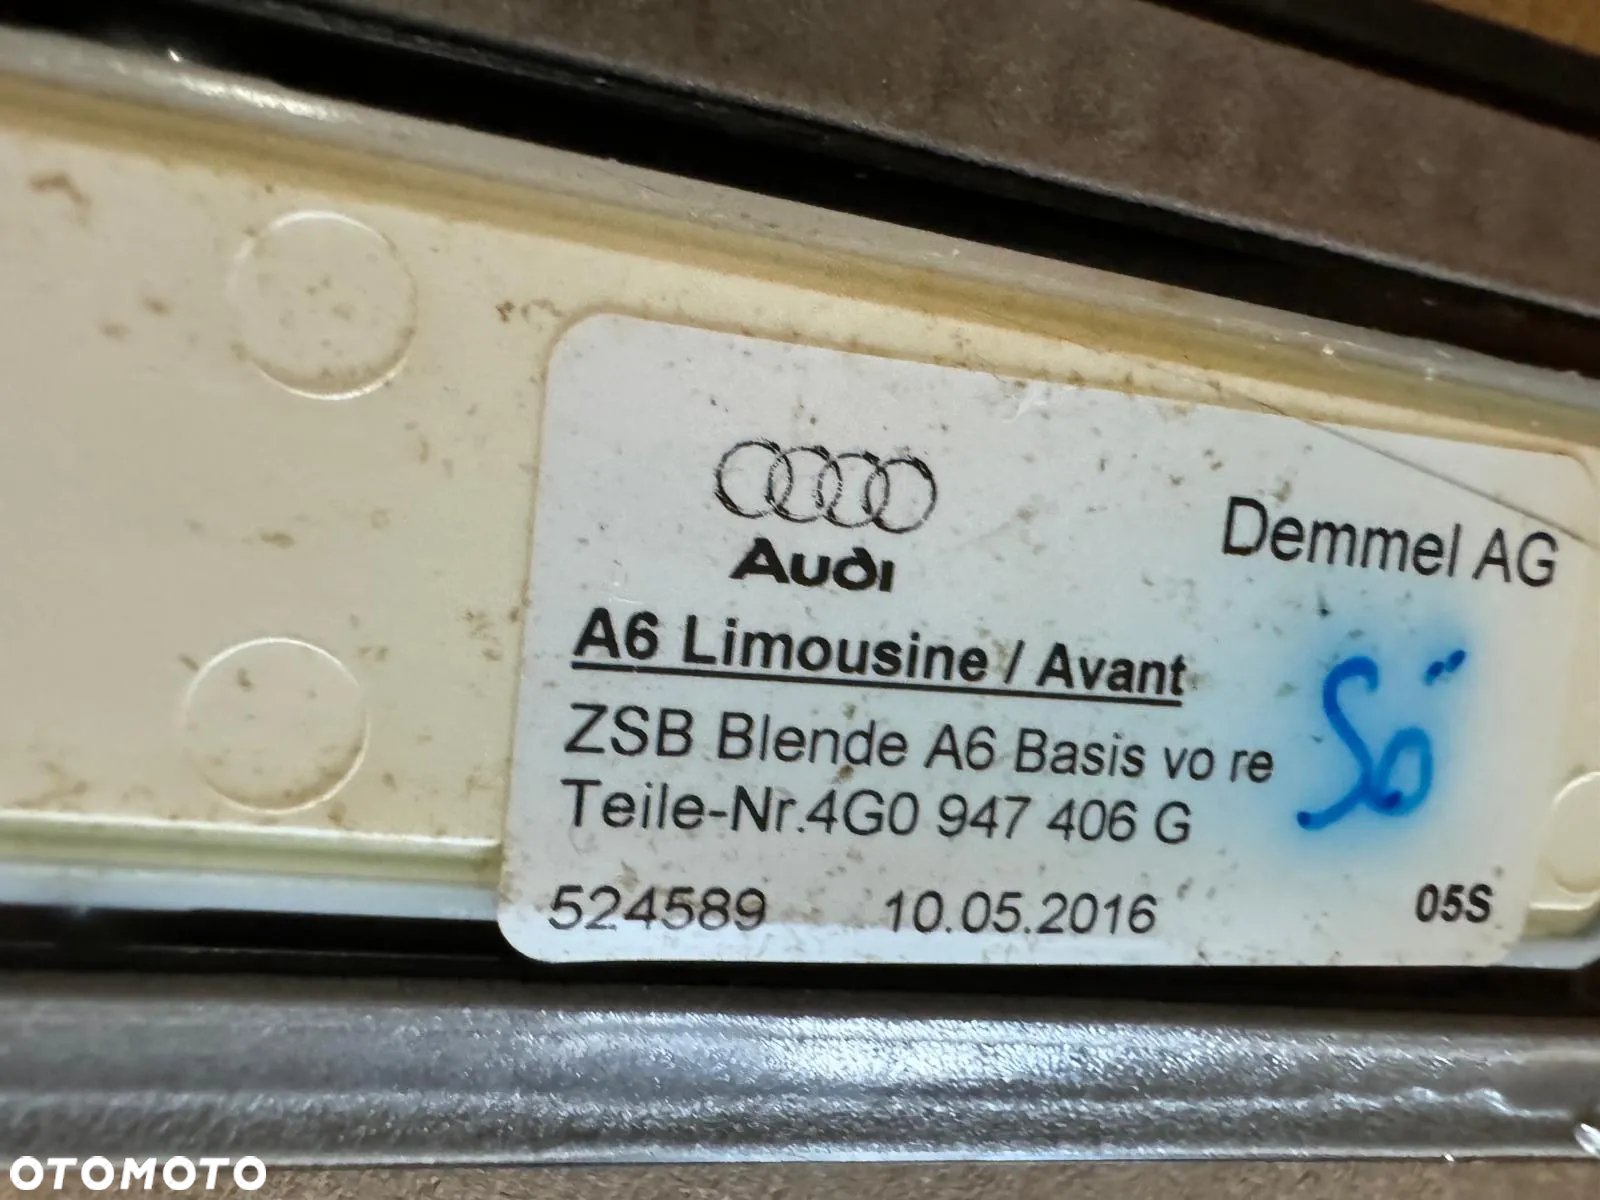 Audi
Demmel AG
A6 Limousine / Avant
ZSB Blende A6 Basis vo re
Teile-Nr.4G0 947 406 G
524589 10.05.2016 05S
OTOMOTO